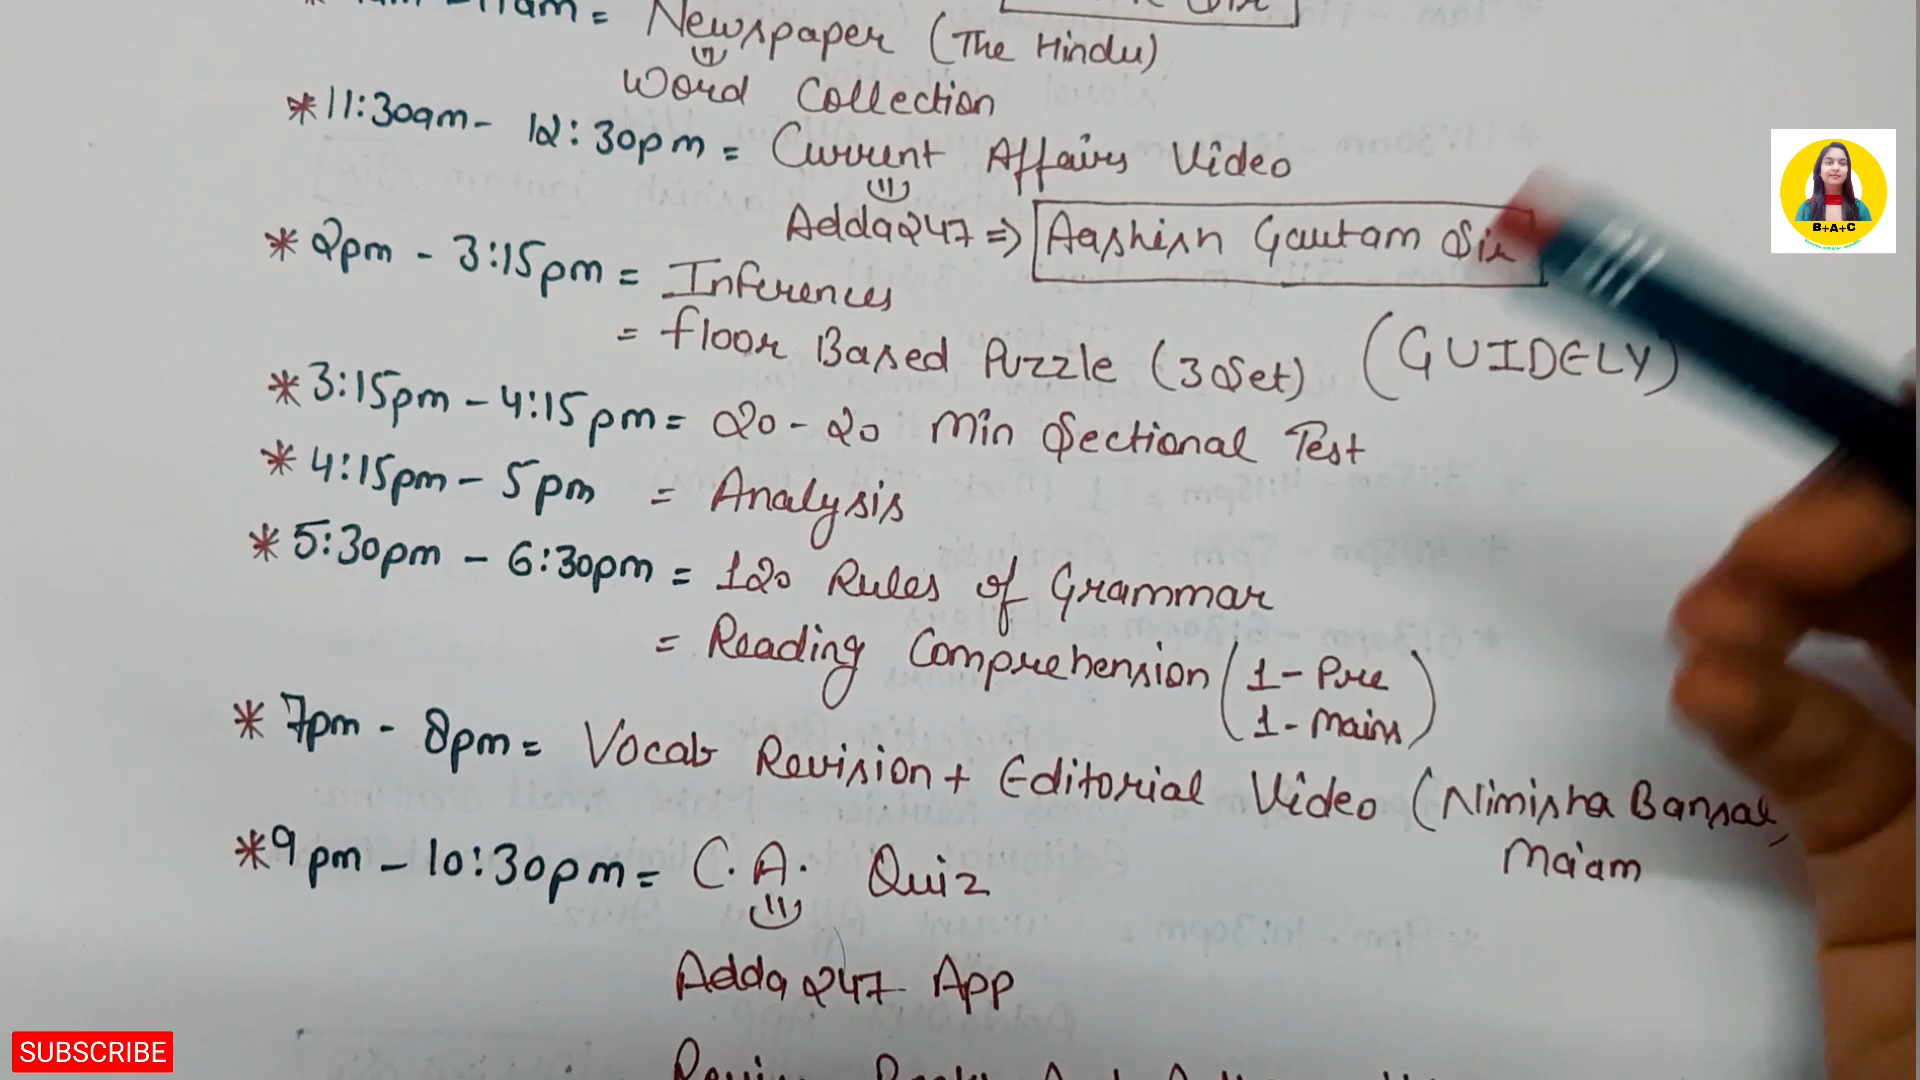 11am = Newspaper (The Hindu)
Word Collection
*11:30am - 12:30pm = Current Affairs Video
Adda247 => Aashish Gautam Sir
* 2pm - 3:15pm = Inferences
= Floor Based Puzzle (3 Set) (GUIDELY)
* 3:15pm - 4:15pm = 20-20 Min Sectional Test
* 4:15pm - 5pm = Analysis
* 5:30pm - 6:30pm = 120 Rules of Grammar
= Reading Comprehension (1 - Pre
1 - Mains)
* 7pm - 8pm = Vocab Revision + Editorial Video (Nimisha Bansal
Ma'am
*9pm - 10:30pm = C.A. Quiz
Adda247 App
B+A+C
SUBSCRIBE